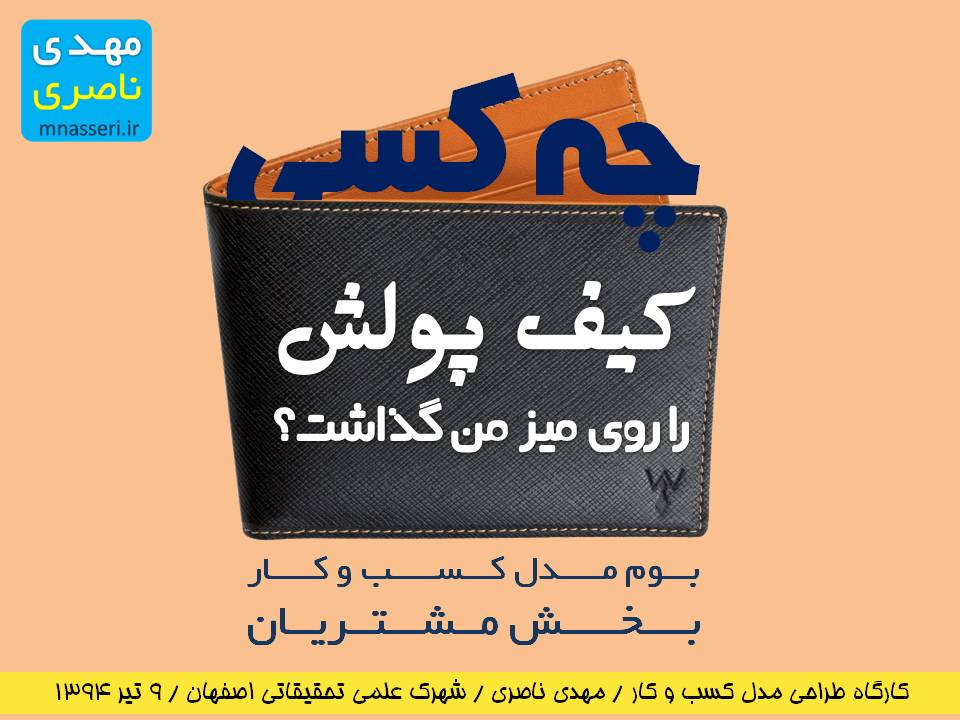 مهدی
ناصری
mnasseri.ir
چه کسی
کیف پولش
را روی میز من گذاشت؟
بوم مدل کسب و کار
بخش مشتریان
کارگاه طراحی مدل کسب و کار / مهدی ناصری / شهرک علمی تحقیقاتی اصفهان / ۹ تیر ۱۳۹۴